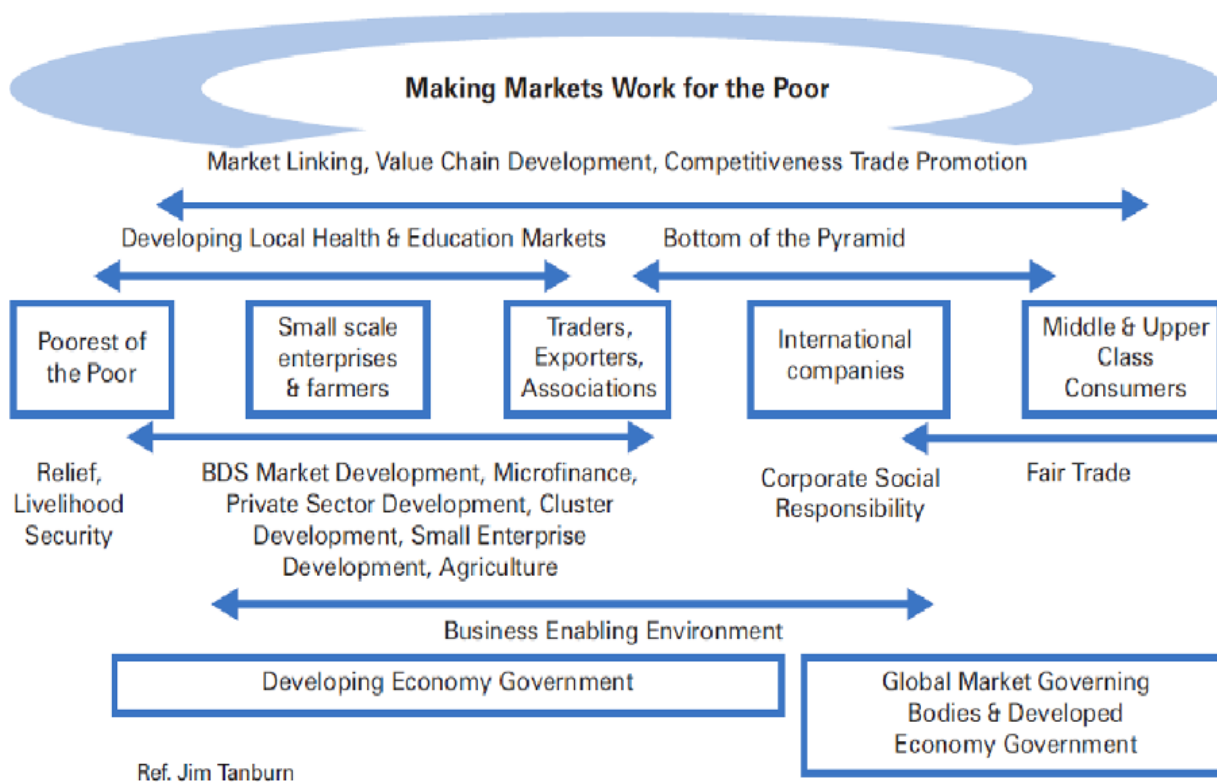 Making Markets Work for the Poor
Market Linking, Value Chain Development, Competitiveness Trade Promotion
Developing Local Health & Education Markets
Bottom of the Pyramid
Poorest of
the Poor
Small scale
enterprises
& farmers
Traders,
Exporters,
Associations
International
companies
Middle & Upper
Class
Consumers
Relief,
Livelihood
Security
BDS Market Development, Microfinance,
Private Sector Development, Cluster
Development, Small Enterprise
Development, Agriculture
Corporate Social
Responsibility
Fair Trade
Business Enabling Environment
Developing Economy Government
Global Market Governing
Bodies & Developed
Economy Government
Ref. Jim Tanburn